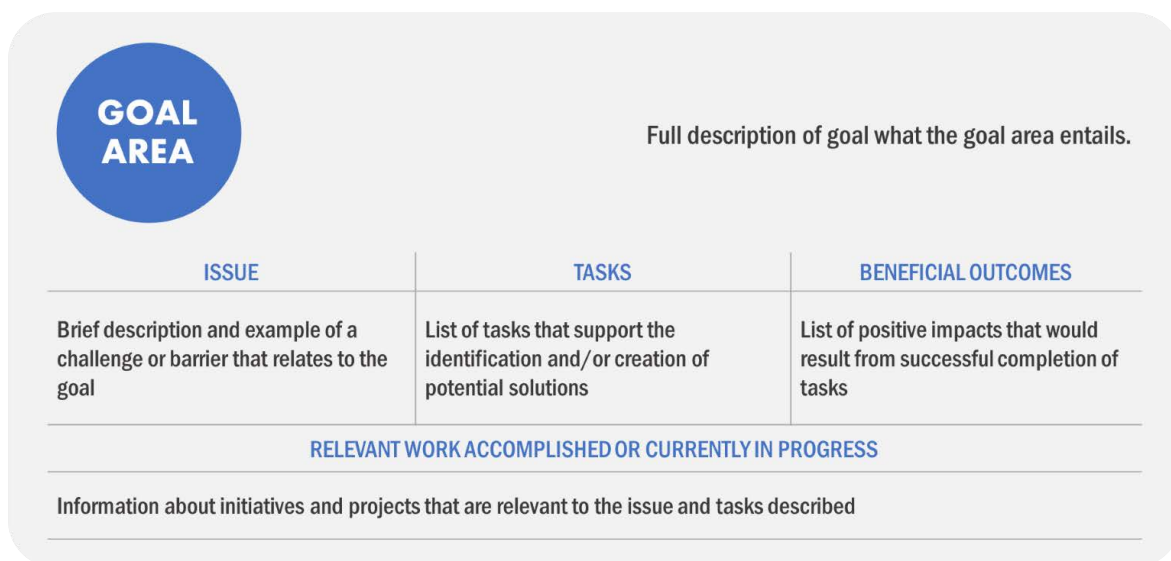 GOAL
AREA
Full description of goal what the goal area entails.
ISSUE
TASKS
BENEFICIAL OUTCOMES
Brief description and example of a
challenge or barrier that relates to the
goal
List of tasks that support the
identification and/or creation of
potential solutions
List of positive impacts that would
result from successful completion of
tasks
RELEVANT WORK ACCOMPLISHED OR CURRENTLY IN PROGRESS
Information about initiatives and projects that are relevant to the issue and tasks described